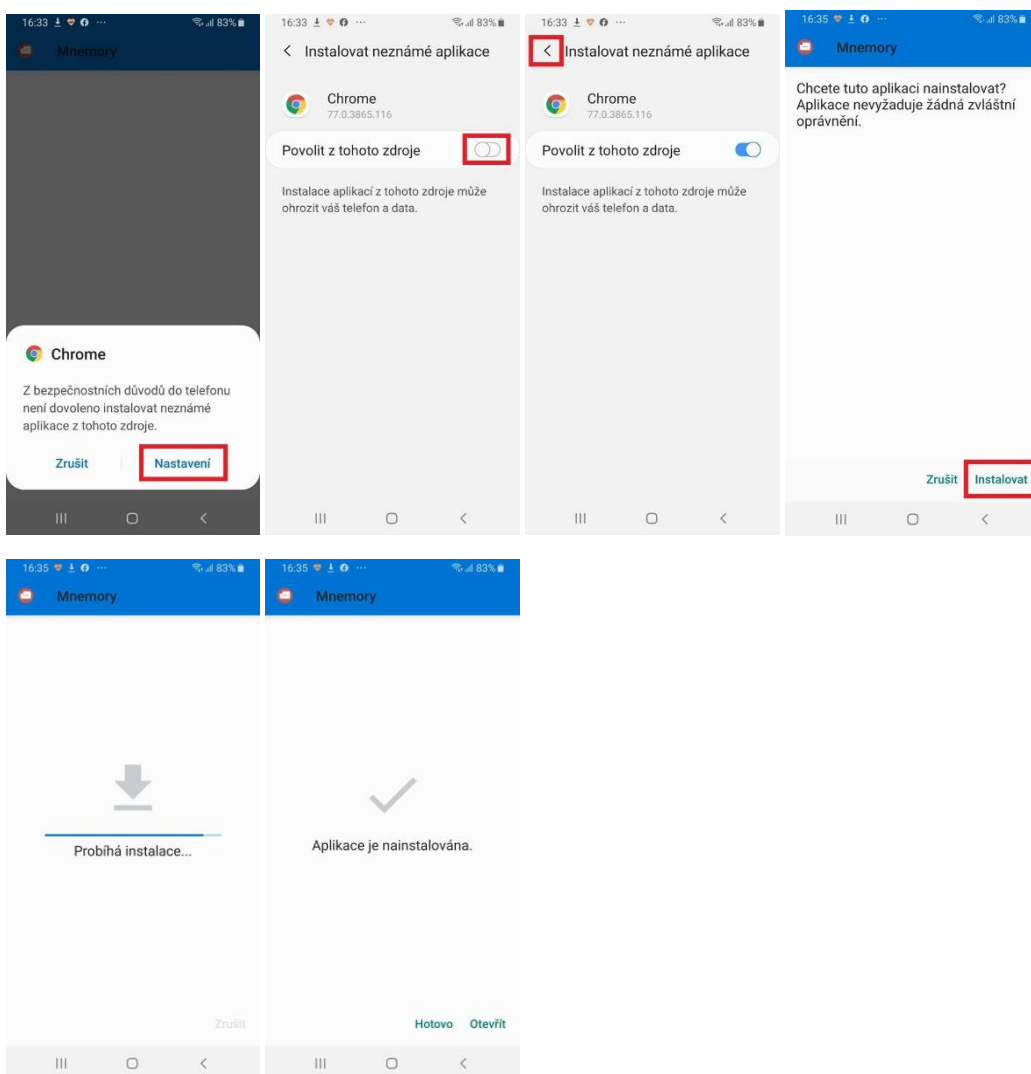 16:33
83%
Mnemory
Chrome
Z bezpečnostních důvodů do telefonu
není dovoleno instalovat neznámé
aplikace z tohoto zdroje.
Zrušit
Nastavení
16:33
83%
Instalovat neznámé aplikace
Chrome
77.0.3865.116
Povolit z tohoto zdroje
Instalace aplikací z tohoto zdroje může
ohrozit váš telefon a data.
16:33
83%
Instalovat neznámé aplikace
Chrome
77.0.3865.116
Povolit z tohoto zdroje
Instalace aplikací z tohoto zdroje může
ohrozit váš telefon a data.
16:35
83%
Mnemory
Chcete tuto aplikaci nainstalovat?
Aplikace nevyžaduje žádná zvláštní
oprávnění.
Zrušit
Instalovat
16:35
83%
Mnemory
Probíhá instalace...
Zrušit
16:35
83%
Mnemory
Aplikace je nainstalována.
Hotovo
Otevřít